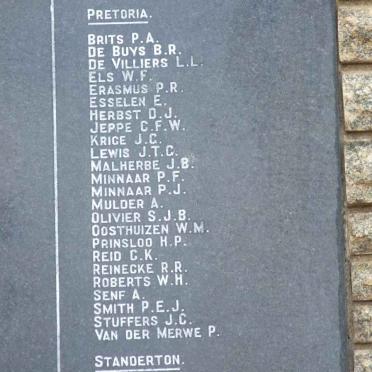 PRETORIA.
BRITS P.A.
DE BUYS B.R.
DE VILLIERS L.L.
ELS W.F.
ERASMUS P.R.
ESSELEN E.
HERBST D.J.
JEPPE C.F.W.
KRIGE J.C.
LEWIS J.T.C.
MALHERBE J.B.
MINNAAR P.F.
MINNAAR P.J.
MULDER A.
OLIVIER S.J.B.
OOSTHUIZEN W.M.
PRINSLOO H.P.
REID C.K.
REINECKE R.R.
ROBERTS W.H.
SENF A.
SMITH P.E.J.
STUFFERS J.C.
VAN DER MERWE P.
STANDERTON.